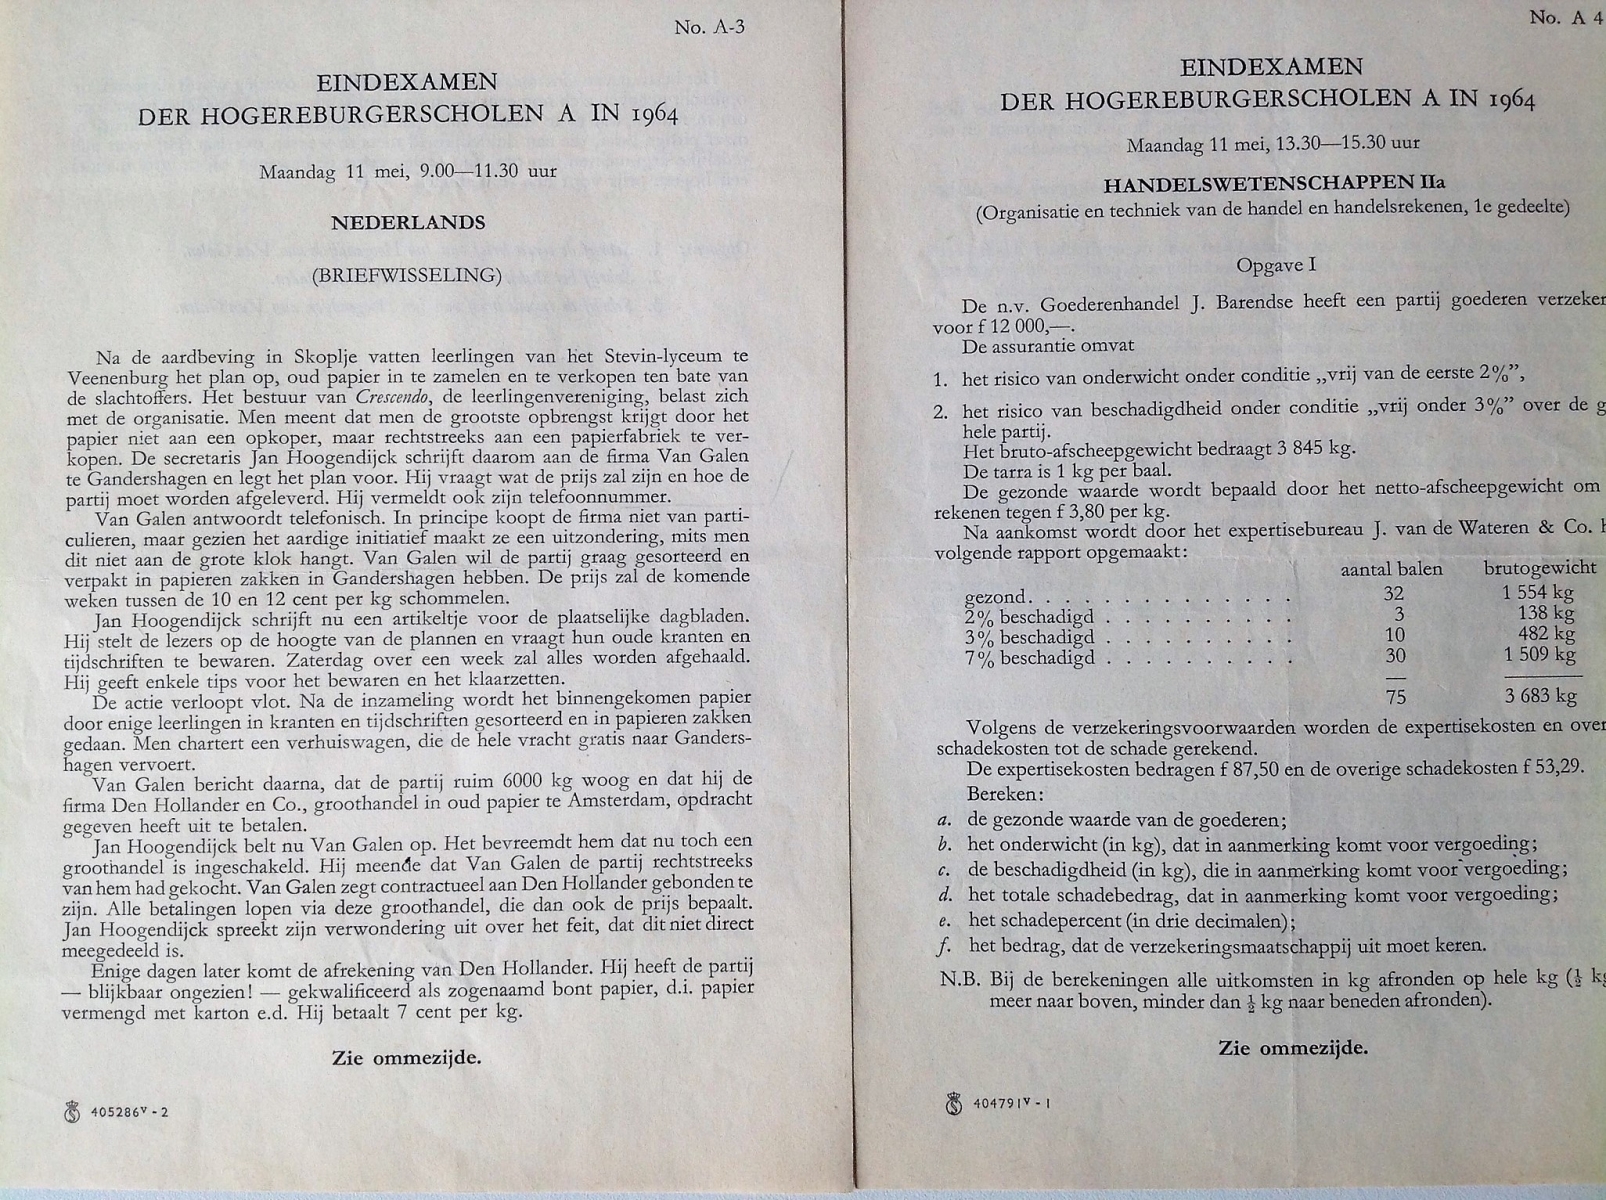 No. A-3
EINDEXAMEN
DER HOGEREBURGERSCHOLEN A IN 1964
Maandag 11 mei, 9.00—11.30 uur
NEDERLANDS
(BRIEFWISSELING)
Na de aardbeving in Skoplje vatten leerlingen van het Stevin-lyceum te
Veenenburg het plan op, oud papier in te zamelen en te verkopen ten bate van
de slachtoffers. Het bestuur van Crescendo, de leerlingenvereniging, belast zich
met de organisatie. Men meent dat men de grootste opbrengst krijgt door het
papier niet aan een opkoper, maar rechtstreeks aan een papierfabriek te ver-
kopen. De secretaris Jan Hoogendijck schrijft daarom aan de firma Van Galen
te Gandershagen en legt het plan voor. Hij vraagt wat de prijs zal zijn en hoe de
partij moet worden afgeleverd. Hij vermeldt ook zijn telefoonnummer.
Van Galen antwoordt telefonisch. In principe koopt de firma niet van parti-
culieren, maar gezien het aardige initiatief maakt ze een uitzondering, mits men
dit niet aan de grote klok hangt. Van Galen wil de partij graag gesorteerd en
verpakt in papieren zakken in Gandershagen hebben. De prijs zal de komende
weken tussen de 10 en 12 cent per kg schommelen.
Jan Hoogendijck schrijft nu een artikeltje voor de plaatselijke dagbladen.
Hij stelt de lezers op de hoogte van de plannen en vraagt hun oude kranten en
tijdschriften te bewaren. Zaterdag over een week zal alles worden afgehaald.
Hij geeft enkele tips voor het bewaren en het klaarzetten.
De actie verloopt vlot. Na de inzameling wordt het binnengekomen papier
door enige leerlingen in kranten en tijdschriften gesorteerd en in papieren zakken
gedaan. Men chartert een verhuiswagen, die de hele vracht gratis naar Ganders-
hagen vervoert.
Van Galen bericht daarna, dat de partij ruim 6000 kg woog en dat hij de
firma Den Hollander en Co., groothandel in oud papier te Amsterdam, opdracht
gegeven heeft uit te betalen.
Jan Hoogendijck belt nu Van Galen op. Het bevreemdt hem dat nu toch een
groothandel is ingeschakeld. Hij meende dat Van Galen de partij rechtstreeks
van hem had gekocht. Van Galen zegt contractueel aan Den Hollander gebonden te
zijn. Alle betalingen lopen via deze groothandel, die dan ook de prijs bepaalt.
Jan Hoogendijck spreekt zijn verwondering uit over het feit, dat dit niet direct
meegedeeld is.
Enige dagen later komt de afrekening van Den Hollander. Hij heeft de partij
— blijkbaar ongezien! — gekwalificeerd als zogenaamd bont papier, d.i. papier
vermengd met karton e.d. Hij betaalt 7 cent per kg.
Zie ommezijde.
405286V - 2
No. A 4
EINDEXAMEN
DER HOGEREBURGERSCHOLEN A IN 1964
Maandag 11 mei, 13.30—15.30 uur
HANDELSWETENSCHAPPEN IIa
(Organisatie en techniek van de handel en handelsrekenen, 1e gedeelte)
Opgave I
De n.v. Goederenhandel J. Barendse heeft een partij goederen verzeker
voor f 12 000,—.
De assurantie omvat
1. het risico van onderwicht onder conditie „vrij van de eerste 2%”,
2. het risico van beschadigdheid onder conditie „vrij onder 3%” over de g
hele partij.
Het bruto-afscheepgewicht bedraagt 3 845 kg.
De tarra is 1 kg per baal.
De gezonde waarde wordt bepaald door het netto-afscheepgewicht om
rekenen tegen f 3,80 per kg.
Na aankomst wordt door het expertisebureau J. van de Wateren & Co. h
volgende rapport opgemaakt:
aantal balen brutogewicht
gezond. . . . . . . . . . . . . . 32 1 554 kg
2% beschadigd . . . . . . . . . . 3 138 kg
3% beschadigd . . . . . . . . . . 10 482 kg
7% beschadigd . . . . . . . . . . 30 1 509 kg
75 3 683 kg
Volgens de verzekeringsvoorwaarden worden de expertisekosten en over
schadekosten tot de schade gerekend.
De expertisekosten bedragen f 87,50 en de overige schadekosten f 53,29.
Bereken:
a. de gezonde waarde van de goederen;
b. het onderwicht (in kg), dat in aanmerking komt voor vergoeding;
c. de beschadigdheid (in kg), die in aanmerking komt voor vergoeding;
d. het totale schadebedrag, dat in aanmerking komt voor vergoeding;
e. het schadepercent (in drie decimalen);
f. het bedrag, dat de verzekeringsmaatschappij uit moet keren.
N.B. Bij de berekeningen alle uitkomsten in kg afronden op hele kg (½ kg
meer naar boven, minder dan ½ kg naar beneden afronden).
Zie ommezijde.
404791V - 1